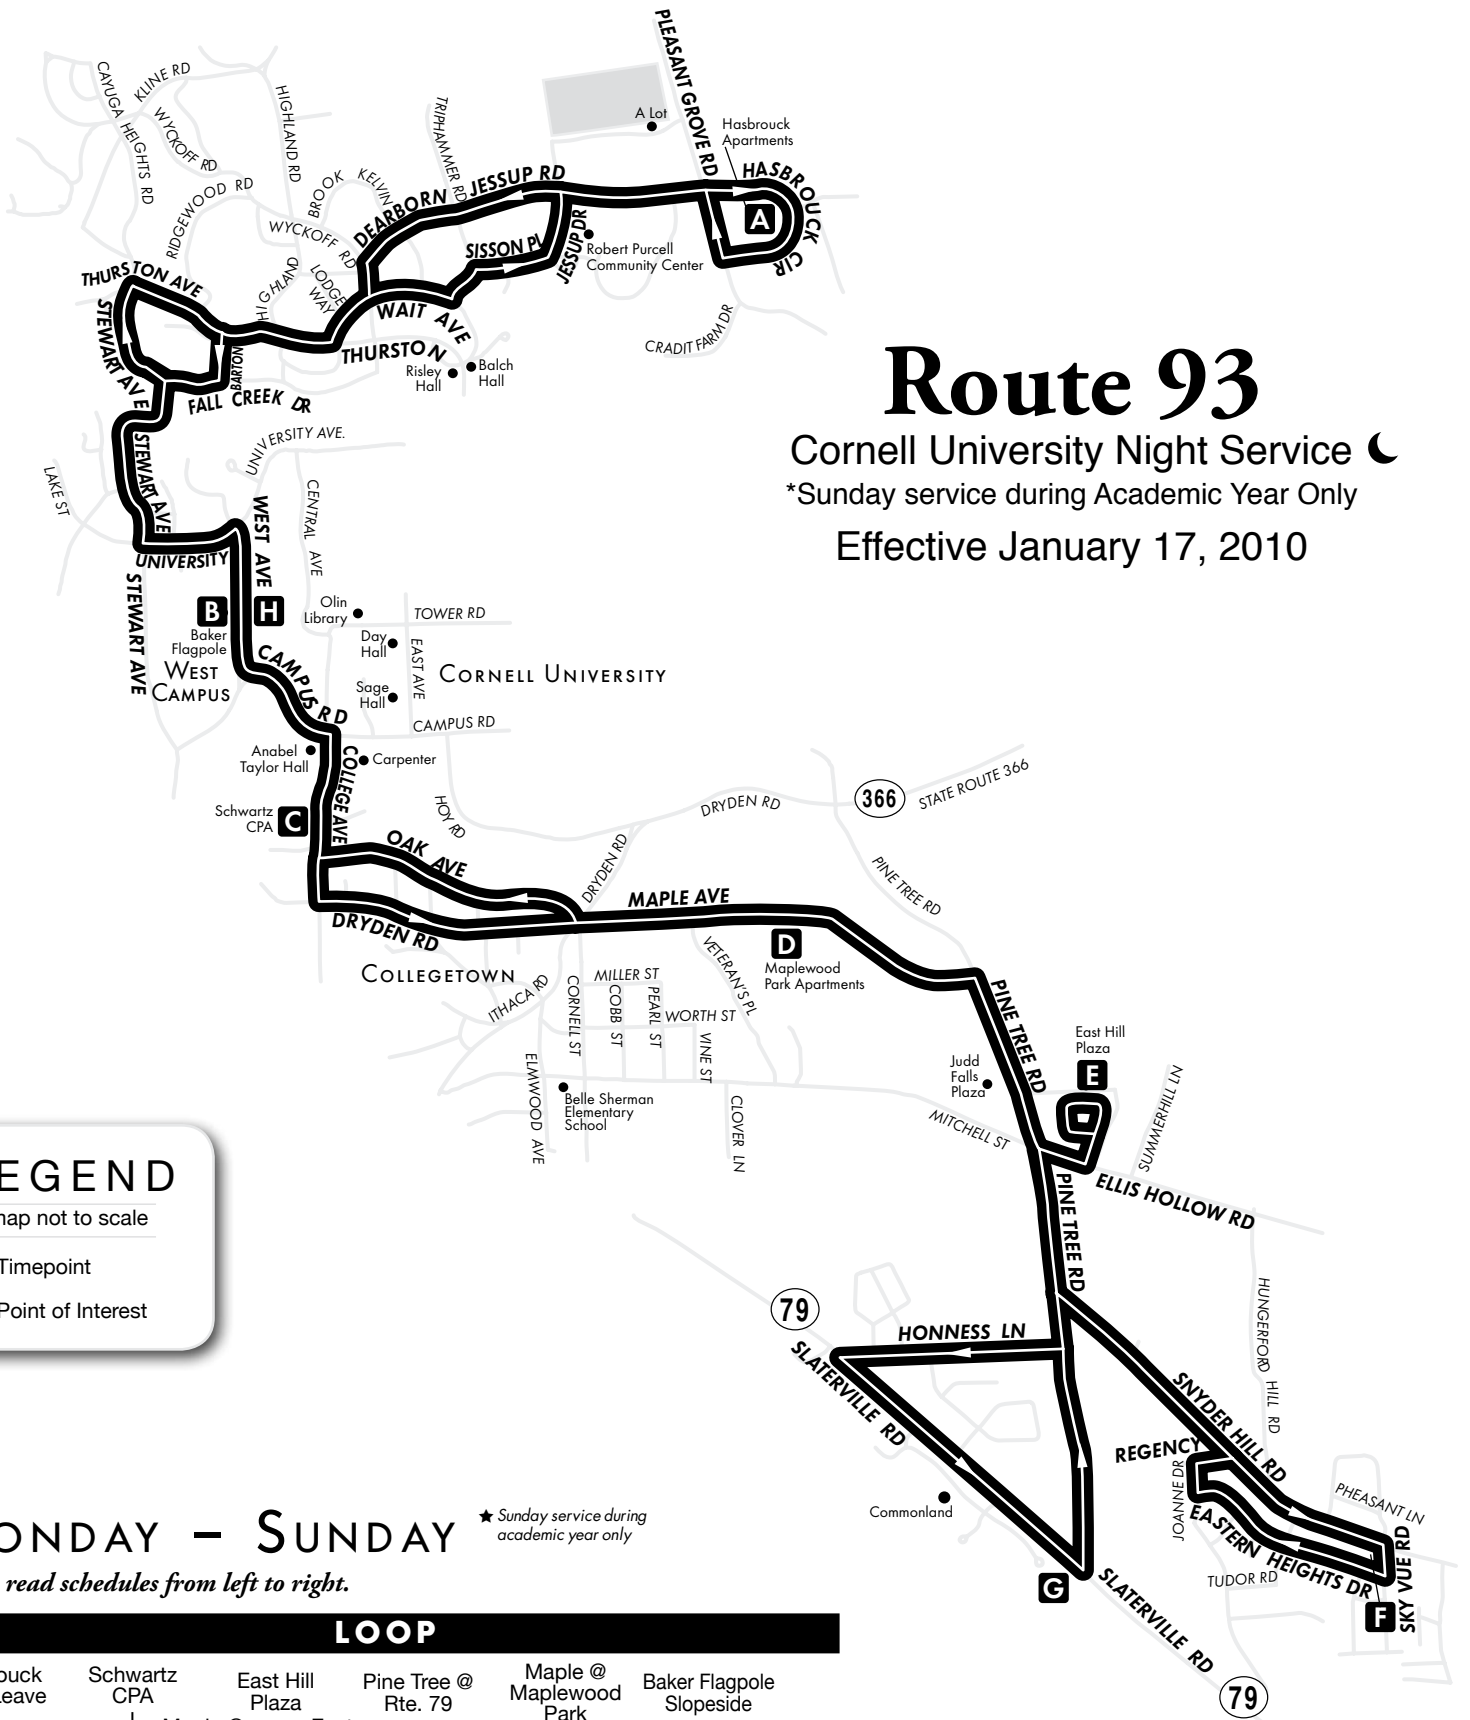 PLEASANT GROVE RD
KLINE RD
CAYUGA HEIGHTS RD
WYCKOFF RD
HIGHLAND RD
TRIPHAMMER RD
A Lot
Hasbrouck
Apartments
RIDGEWOOD RD
BROOK
KELVIN
DEARBORN
JESSUP RD
HASBROUCK CIR
A
WYCKOFF RD
SISSON PL
JESSUP DR
Robert Purcell
Community Center
THURSTON AVE
HIGHLAND
LODGE
WAY
WAIT AVE
CRADIT FARM DR
STEWART AVE
BARTON
THURSTON
Risley
Hall
Balch
Hall
FALL CREEK DR
Route 93
Cornell University Night Service
*Sunday service during Academic Year Only
Effective January 17, 2010
UNIVERSITY AVE.
STEWART AVE
LAKE ST
WEST AVE
CENTRAL AVE
UNIVERSITY
STEWART AVE
B
H
Baker
Flagpole
Olin
Library
TOWER RD
Day
Hall
EAST AVE
WEST
CAMPUS
CAMPUS RD
CORNELL UNIVERSITY
Sage
Hall
CAMPUS RD
Anabel
Taylor Hall
COLLEGE AVE
Carpenter
Schwartz
CPA
C
HOY RD
DRYDEN RD
366
STATE ROUTE 366
OAK AVE
DRYDEN RD
PINE TREE RD
MAPLE AVE
DRYDEN RD
D
Maplewood
Park Apartments
COLLEGETOWN
ITHACA RD
CORNELL ST
MILLER ST
COBB ST
PEARL ST
WORTH ST
VETERAN'S PL
VINE ST
PINE TREE RD
East Hill
Plaza
E
Judd
Falls
Plaza
ELMWOOD AVE
Belle Sherman
Elementary
School
CLOVER LN
MITCHELL ST
SUMMERHILL LN
ELLIS HOLLOW RD
PINE TREE RD
EGEND
map not to scale
Timepoint
Point of Interest
HUNGERFORD HILL RD
79
HONNESS LN
SLATERVILLE RD
SNYDER HILL RD
REGENCY
JOANNE DR
PHEASANT LN
Commonland
EASTERN HEIGHTS DR
TUDOR RD
SKY VUE RD
F
G
SLATERVILLE RD
79
ONDAY – SUNDAY
★ Sunday service during
academic year only
read schedules from left to right.
LOOP
ouck
eave
Schwartz
CPA
East Hill
Plaza
Pine Tree @
Rte. 79
Maple @
Maplewood
Park
Baker Flagpole
Slopeside